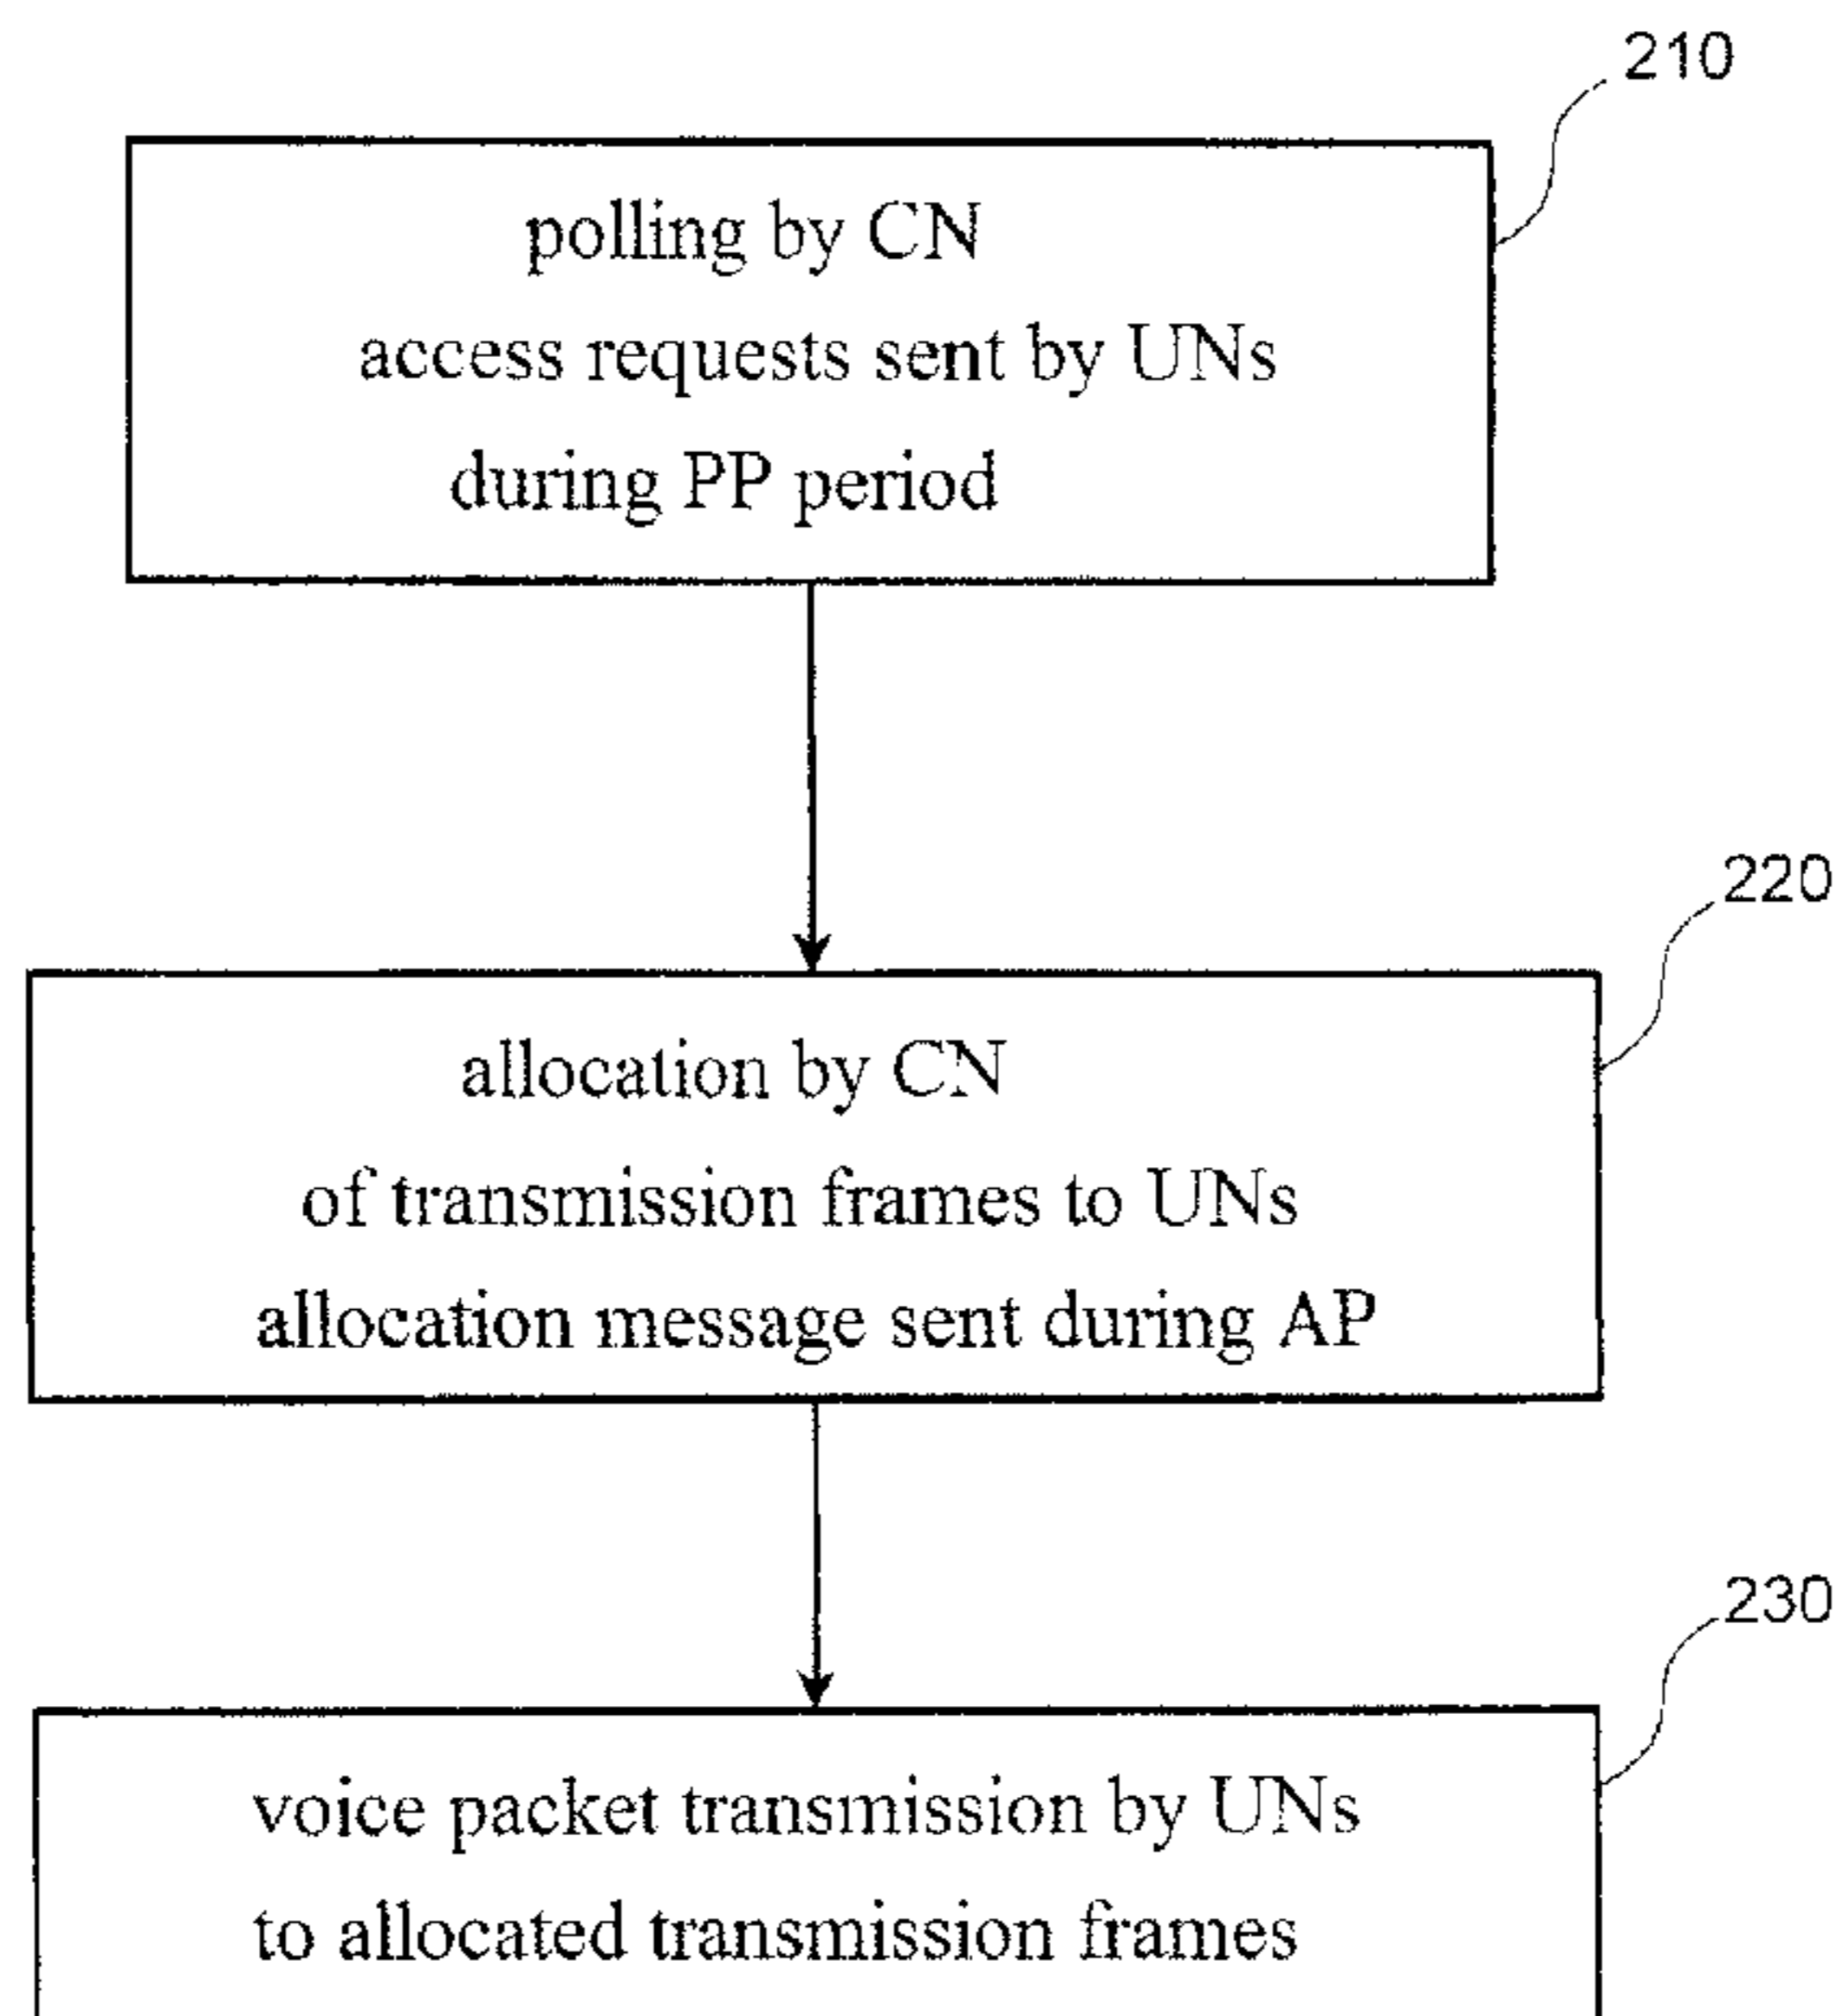 210
polling by CN
access requests sent by UNs
during PP period
220
allocation by CN
of transmission frames to UNs
allocation message sent during AP
230
voice packet transmission by UNs
to allocated transmission frames